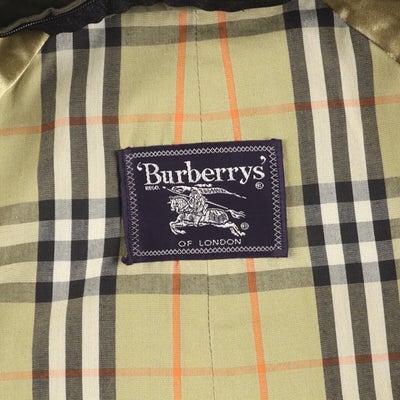 'Burberrys'®
REGD.
OF LONDON